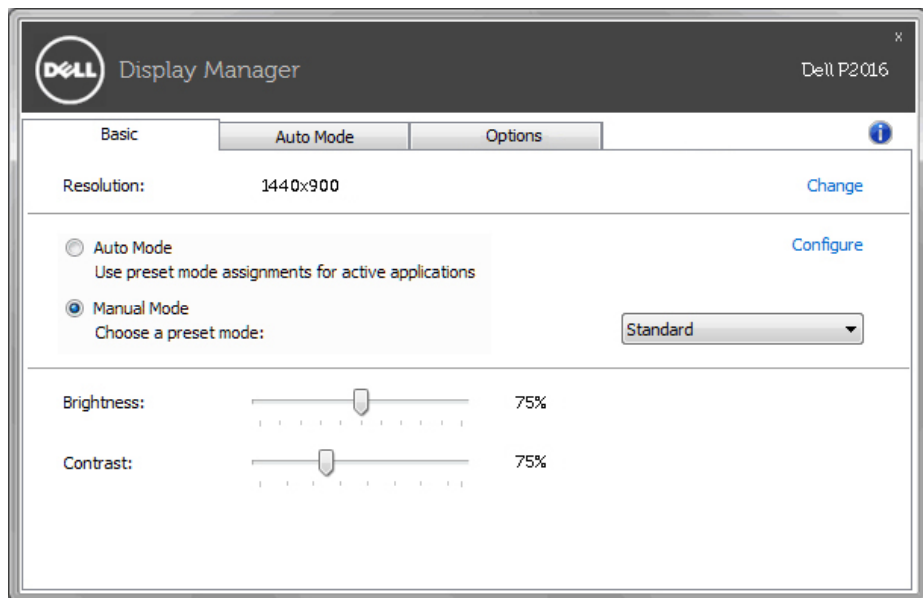 x
DELL Display Manager Dell P2016
Basic Auto Mode Options i
Resolution: 1440x900 Change
Auto Mode Configure
Use preset mode assignments for active applications
Manual Mode
Choose a preset mode: Standard
Brightness: 75%
Contrast: 75%